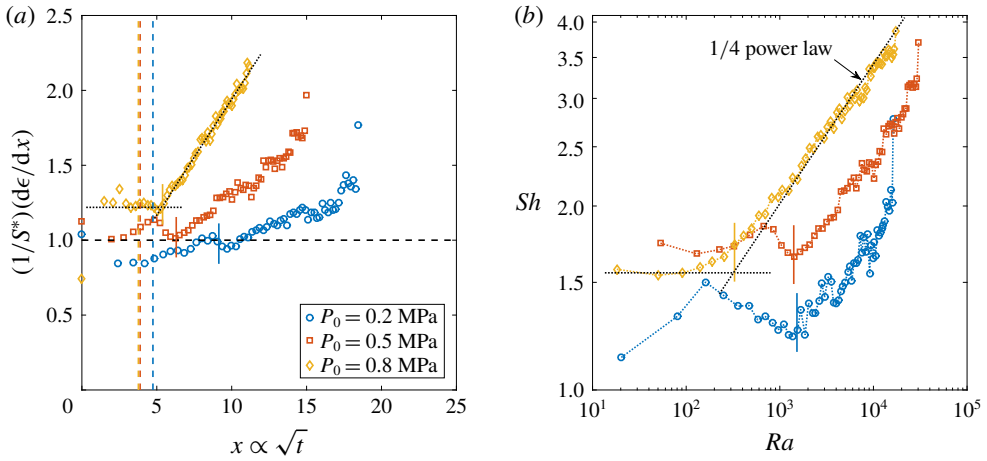 (a)
(1/S*)(dϵ/dx)
2.5
2.0
1.5
1.0
0.5
0
5
10
15
20
25
x ∝ √t
P₀ = 0.2 MPa
P₀ = 0.5 MPa
P₀ = 0.8 MPa
(b)
Sh
4.0
3.5
3.0
2.5
2.0
1.5
1.0
10¹
10²
10³
10⁴
10⁵
Ra
1/4 power law